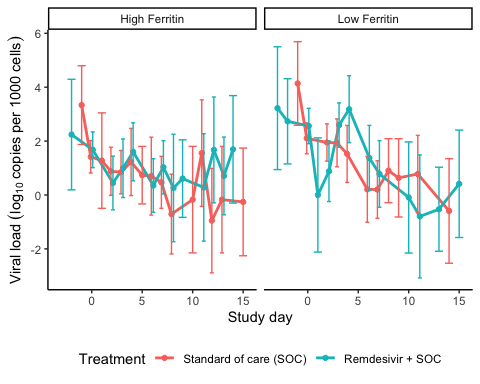 High Ferritin Low Ferritin
6
4
2
0
-2
Viral load (log₁₀ copies per 1000 cells)
0 5 10 15 0 5 10 15
Study day
Treatment Standard of care (SOC) Remdesivir + SOC